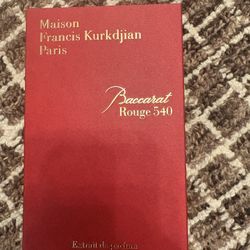 Maison
Francis Kurkdjian
Paris
Baccarat
Rouge 540
Extrait de parfum